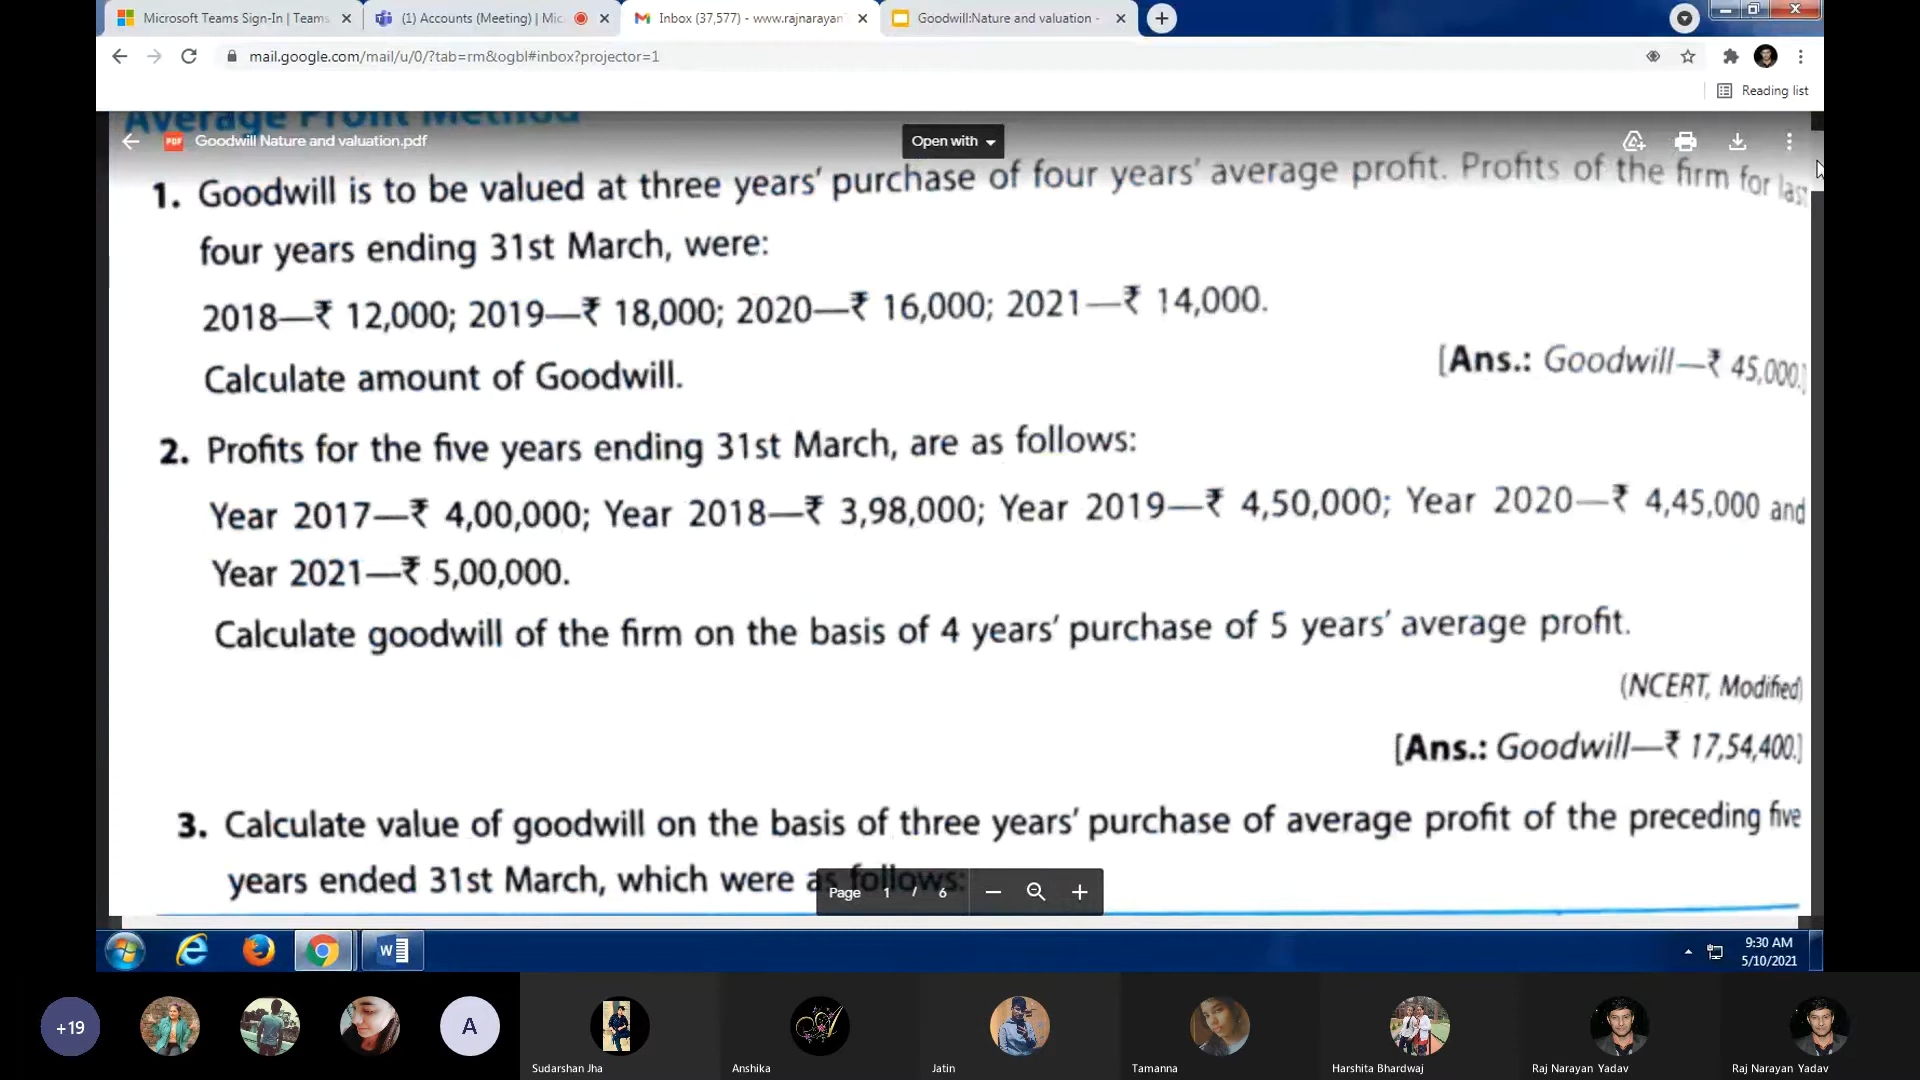 Microsoft Teams Sign-In | Teams
(1) Accounts (Meeting) | Mic
Inbox (37,577) - www.rajnarayan
Goodwill:Nature and valuation -
mail.google.com/mail/u/0/?tab=rm&ogbl#inbox?projector=1
Reading list
Average Profit Method
PDF Goodwill Nature and valuation.pdf
Open with
1. Goodwill is to be valued at three years' purchase of four years' average profit. Profits of the firm for last
four years ending 31st March, were:
2018—₹ 12,000; 2019—₹ 18,000; 2020—₹ 16,000; 2021—₹ 14,000.
Calculate amount of Goodwill.
[Ans.: Goodwill—₹ 45,000.]
2. Profits for the five years ending 31st March, are as follows:
Year 2017—₹ 4,00,000; Year 2018—₹ 3,98,000; Year 2019—₹ 4,50,000; Year 2020—₹ 4,45,000 and
Year 2021—₹ 5,00,000.
Calculate goodwill of the firm on the basis of 4 years' purchase of 5 years' average profit.
(NCERT, Modified)
[Ans.: Goodwill—₹ 17,54,400.]
3. Calculate value of goodwill on the basis of three years' purchase of average profit of the preceding five
years ended 31st March, which were as follows:
Page 1 / 6
9:30 AM
5/10/2021
+19
A
Sudarshan Jha
Anshika
Jatin
Tamanna
Harshita Bhardwaj
Raj Narayan Yadav
Raj Narayan Yadav